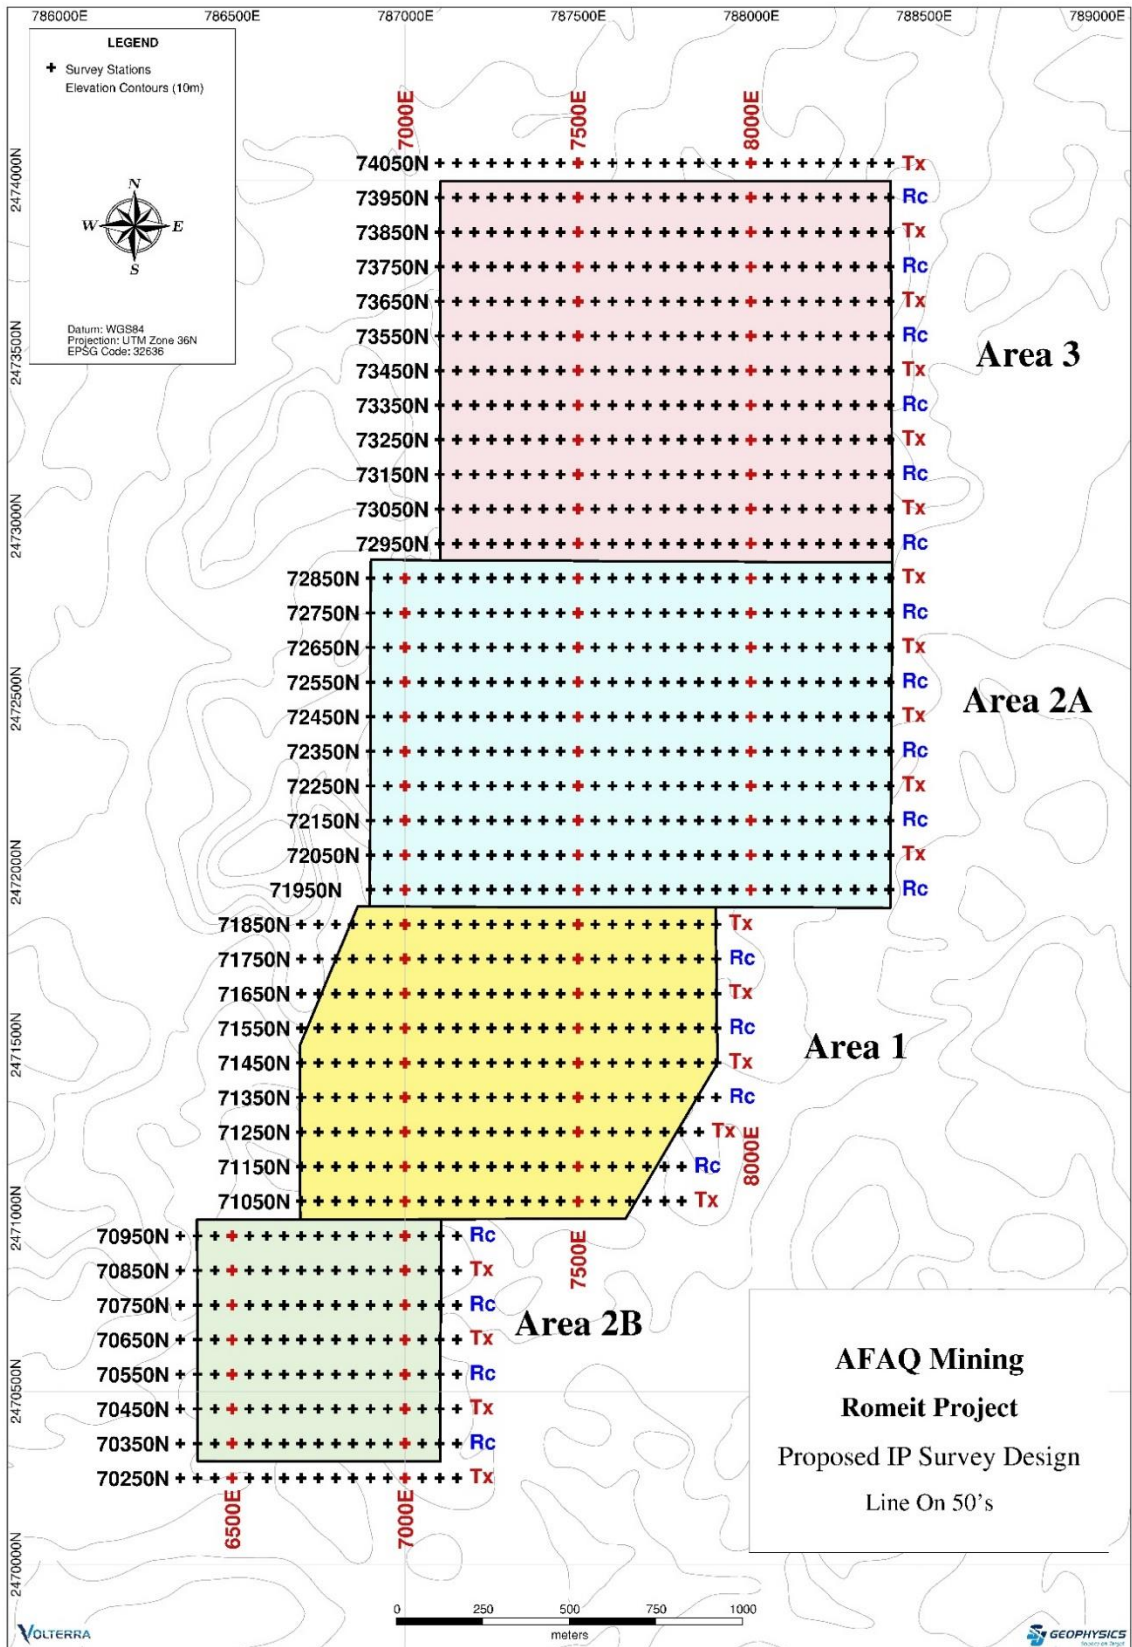 786000E 786500E 787000E 787500E 788000E 788500E 789000E
LEGEND
+ Survey Stations
Elevation Contours (10m)
N
W E
S
Datum: WGS84
Projection: UTM Zone 36N
EPSG Code: 32636
2474000N
2473500N
2473000N
2472500N
2472000N
2471500N
2471000N
2470500N
2470000N
7000E 7500E 8000E
74050N Tx
73950N Rc
73850N Tx
73750N Rc
73650N Tx
73550N Rc
Area 3
73450N Tx
73350N Rc
73250N Tx
73150N Rc
73050N Tx
72950N Rc
72850N Tx
72750N Rc
72650N Tx
72550N Rc
Area 2A
72450N Tx
72350N Rc
72250N Tx
72150N Rc
72050N Tx
71950N Rc
71850N Tx
71750N Rc
71650N Tx
71550N Rc
Area 1
71450N Tx
71350N Rc
71250N Tx
8000E
71150N Rc
71050N Tx
70950N Rc
7500E
70850N Tx
70750N Rc
Area 2B
70650N Tx
70550N Rc
70450N Tx
70350N Rc
70250N Tx
6500E 7000E
AFAQ Mining
Romeit Project
Proposed IP Survey Design
Line On 50's
0 250 500 750 1000
meters
VOLTERRA
GEOPHYSICS